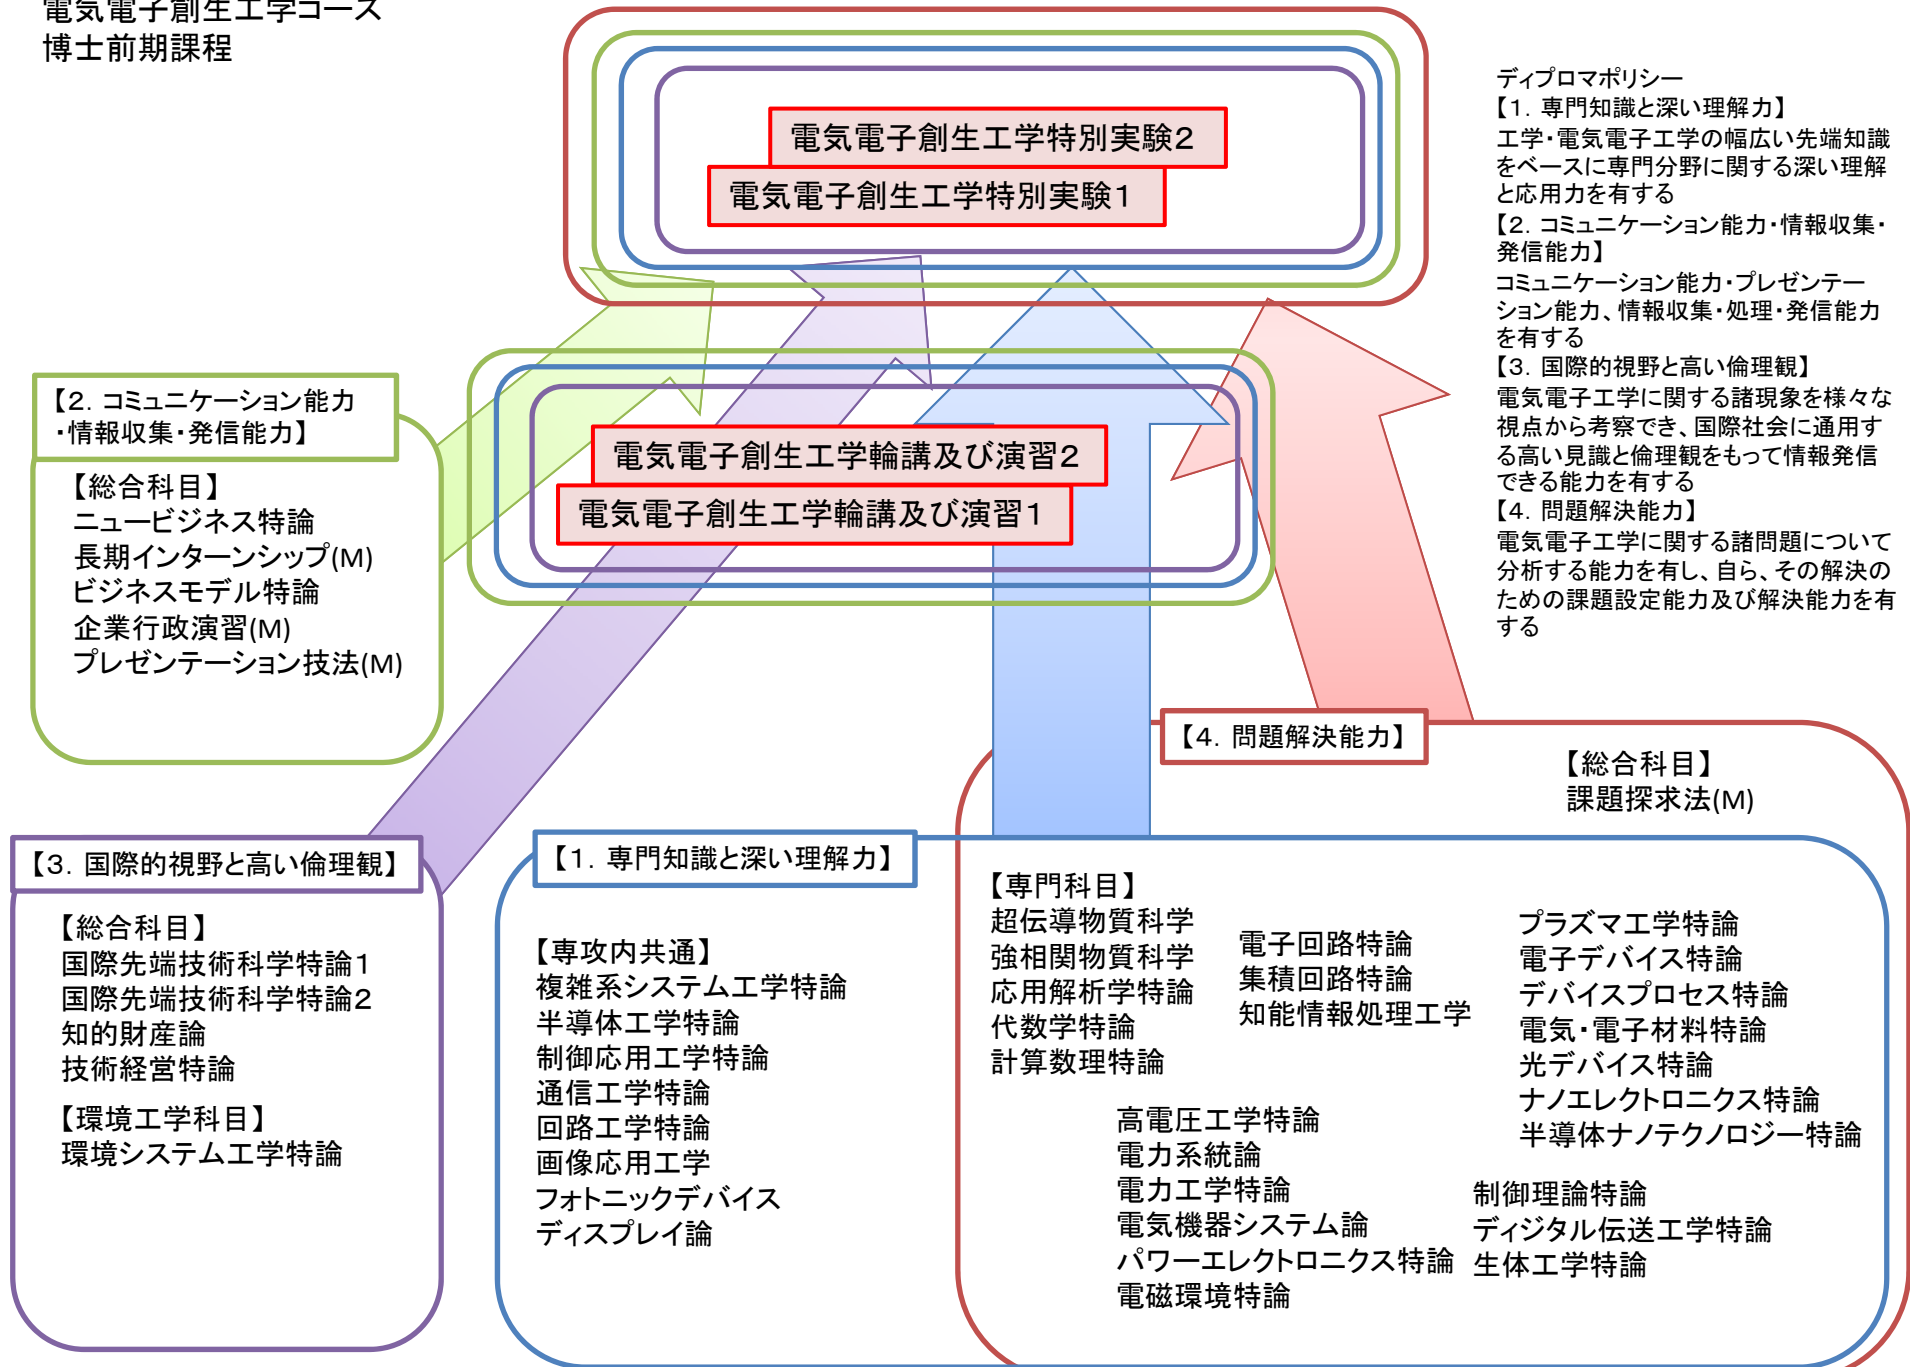 電気電子創生工学コース
博士前期課程
電気電子創生工学特別実験2
電気電子創生工学特別実験1
ディプロマポリシー
【1．専門知識と深い理解力】
工学・電気電子工学の幅広い先端知識
をベースに専門分野に関する深い理解
と応用力を有する
【2．コミュニケーション能力・情報収集・
発信能力】
コミュニケーション能力・プレゼンテー
ション能力、情報収集・処理・発信能力
を有する
【3．国際的視野と高い倫理観】
電気電子工学に関する諸現象を様々な
視点から考察でき、国際社会に通用す
る高い見識と倫理観をもって情報発信
できる能力を有する
【4．問題解決能力】
電気電子工学に関する諸問題について
分析する能力を有し、自ら、その解決の
ための課題設定能力及び解決能力を有
する
電気電子創生工学輪講及び演習2
電気電子創生工学輪講及び演習1
【2．コミュニケーション能力
・情報収集・発信能力】
【総合科目】
ニュービジネス特論
長期インターンシップ(M)
ビジネスモデル特論
企業行政演習(M)
プレゼンテーション技法(M)
【3．国際的視野と高い倫理観】
【総合科目】
国際先端技術科学特論1
国際先端技術科学特論2
知的財産論
技術経営特論
【環境工学科目】
環境システム工学特論
【1．専門知識と深い理解力】
【専攻内共通】
複雑系システム工学特論
半導体工学特論
制御応用工学特論
通信工学特論
回路工学特論
画像応用工学
フォトニックデバイス
ディスプレイ論
【4．問題解決能力】
【総合科目】
課題探求法(M)
【専門科目】
超伝導物質科学
強相関物質科学
応用解析学特論
代数学特論
計算数理特論
電子回路特論
集積回路特論
知能情報処理工学
プラズマ工学特論
電子デバイス特論
デバイスプロセス特論
電気・電子材料特論
光デバイス特論
ナノエレクトロニクス特論
半導体ナノテクノロジー特論
高電圧工学特論
電力系統論
電力工学特論
電気機器システム論
パワーエレクトロニクス特論
電磁環境特論
制御理論特論
ディジタル伝送工学特論
生体工学特論